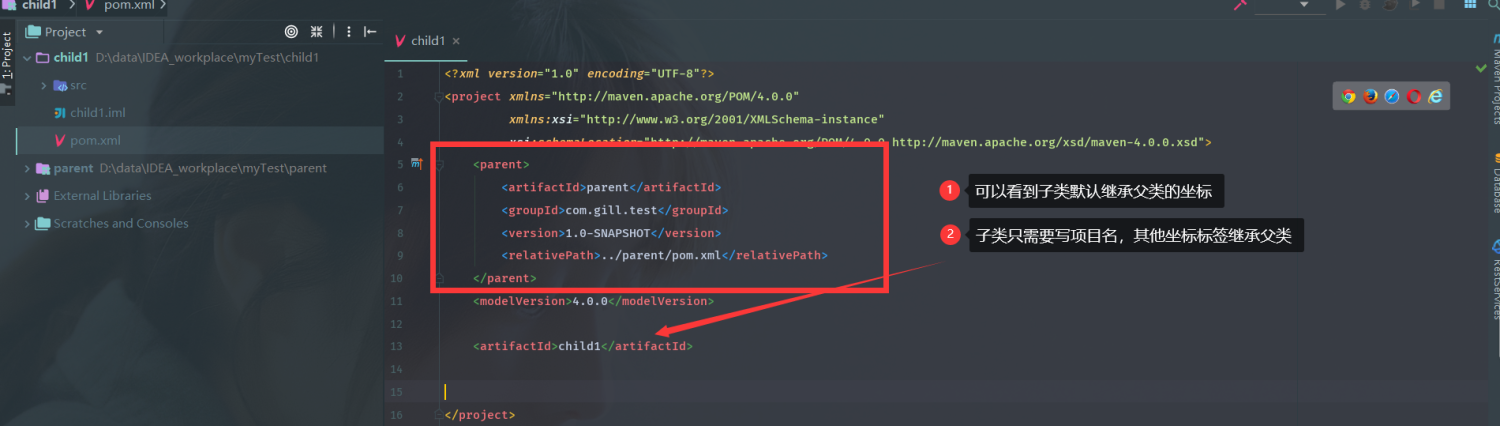 child1 > pom.xml >
Project
1: Project
child1 D:\data\IDEA_workplace\myTest\child1
src
child1.iml
pom.xml
parent D:\data\IDEA_workplace\myTest\parent
External Libraries
Scratches and Consoles
child1 ×
1 <?xml version="1.0" encoding="UTF-8"?>
2 <project xmlns="http://maven.apache.org/POM/4.0.0"
3 xmlns:xsi="http://www.w3.org/2001/XMLSchema-instance"
4 xsi:schemaLocation="http://maven.apache.org/POM/4.0.0 http://maven.apache.org/xsd/maven-4.0.0.xsd">
5 <parent>
6 <artifactId>parent</artifactId>
7 <groupId>com.gill.test</groupId>
8 <version>1.0-SNAPSHOT</version>
9 <relativePath>../parent/pom.xml</relativePath>
10 </parent>
11 <modelVersion>4.0.0</modelVersion>
12
13 <artifactId>child1</artifactId>
14
15
16 </project>
1 可以看到子类默认继承父类的坐标
2 子类只需要写项目名，其他坐标标签继承父类
Maven Projects
Database
RestServices